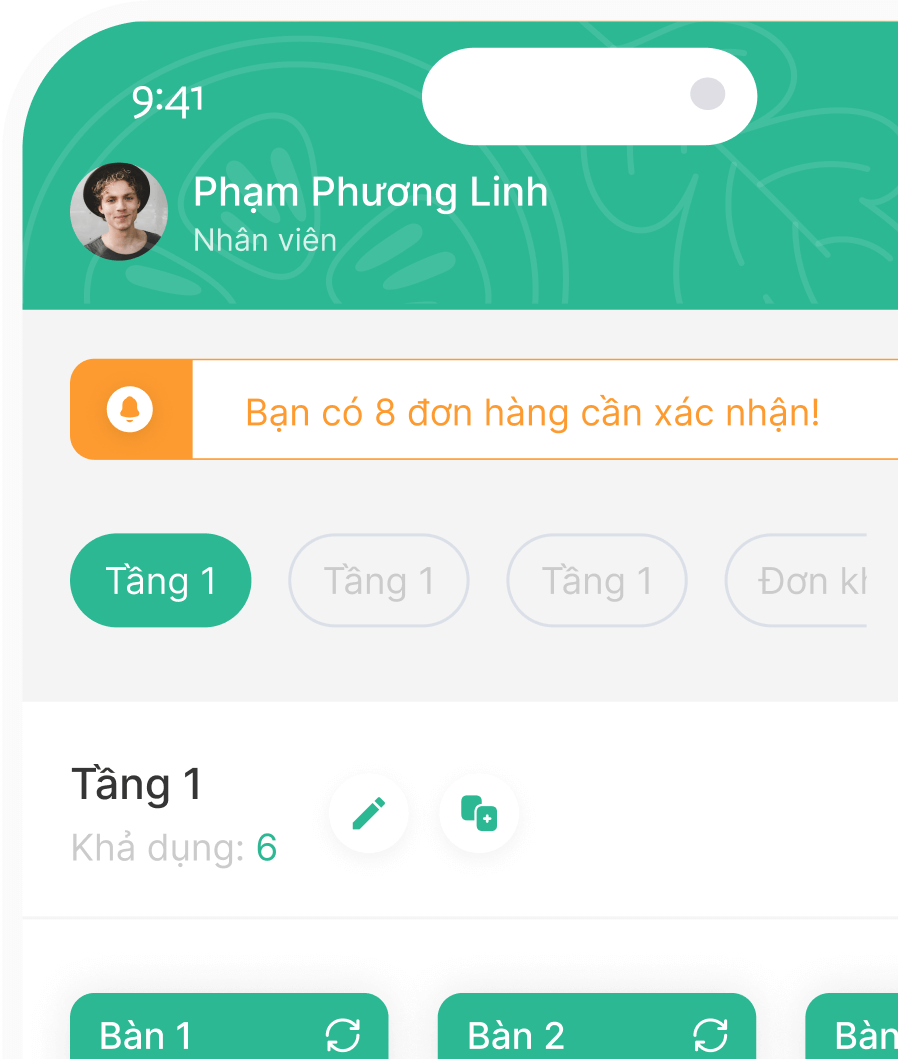 9:41
Phạm Phương Linh
Nhân viên
Bạn có 8 đơn hàng cần xác nhận!
Tầng 1 Tầng 1 Tầng 1 Đơn
Tầng 1
Khả dụng: 6
Bàn 1 Bàn 2 Bàn